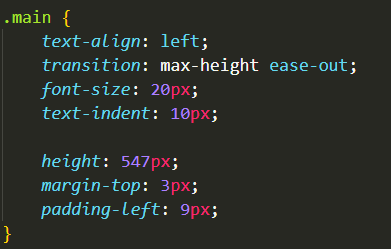 .main {
text-align: left;
transition: max-height ease-out;
font-size: 20px;
text-indent: 10px;
height: 547px;
margin-top: 3px;
padding-left: 9px;
}